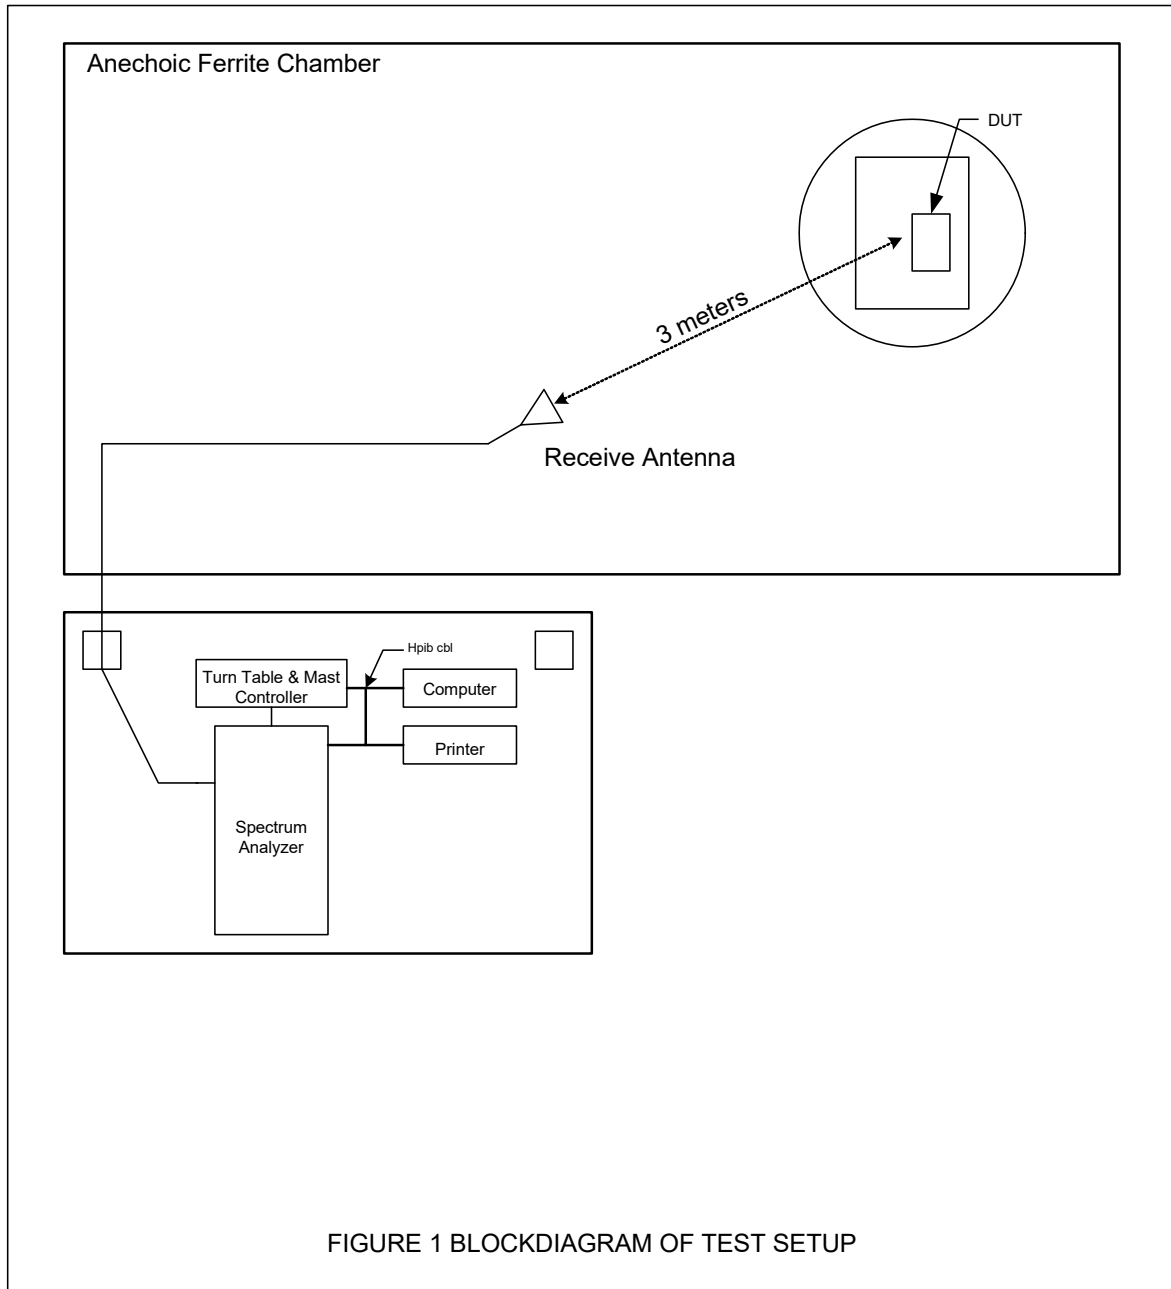 Anechoic Ferrite Chamber
DUT
3 meters
Receive Antenna
Hpib cbl
Turn Table & Mast
Controller
Computer
Printer
Spectrum
Analyzer
FIGURE 1 BLOCKDIAGRAM OF TEST SETUP